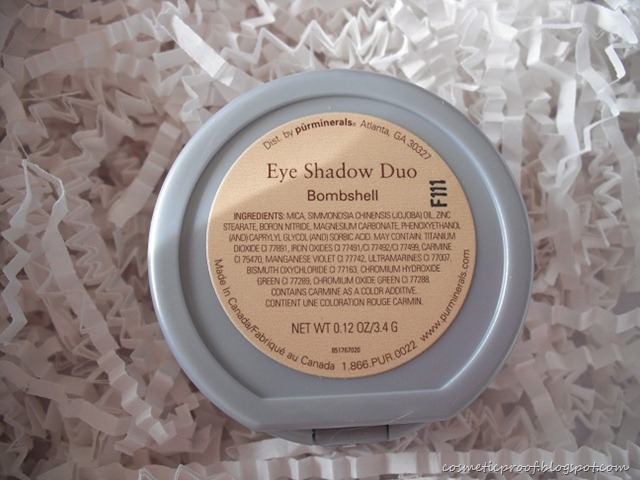 Dist. by pürminerals® Atlanta, GA 30327
Eye Shadow Duo
Bombshell
F111
INGREDIENTS: MICA, SIMMONDSIA CHINENSIS (JOJOBA) OIL, ZINC
STEARATE, BORON NITRIDE, MAGNESIUM CARBONATE, PHENOXYETHANOL
(AND) CAPRYLYL GLYCOL (AND) SORBIC ACID. MAY CONTAIN: TITANIUM
DIOXIDE CI 77891, IRON OXIDES CI 77491/CI 77492/CI 77499, CARMINE
CI 75470, MANGANESE VIOLET CI 77742, ULTRAMARINES CI 77007,
BISMUTH OXYCHLORIDE CI 77163, CHROMIUM HYDROXIDE
GREEN CI 77289, CHROMIUM OXIDE GREEN CI 77288.
CONTAINS CARMINE AS A COLOR ADDITIVE.
CONTIENT UNE COLORATION ROUGE CARMIN.
NET WT 0.12 OZ/3.4 G
851767020
Made In Canada/Fabriqué au Canada 1.866.PUR.0022 www.purminerals.com
cosmeticproof.blogspot.com